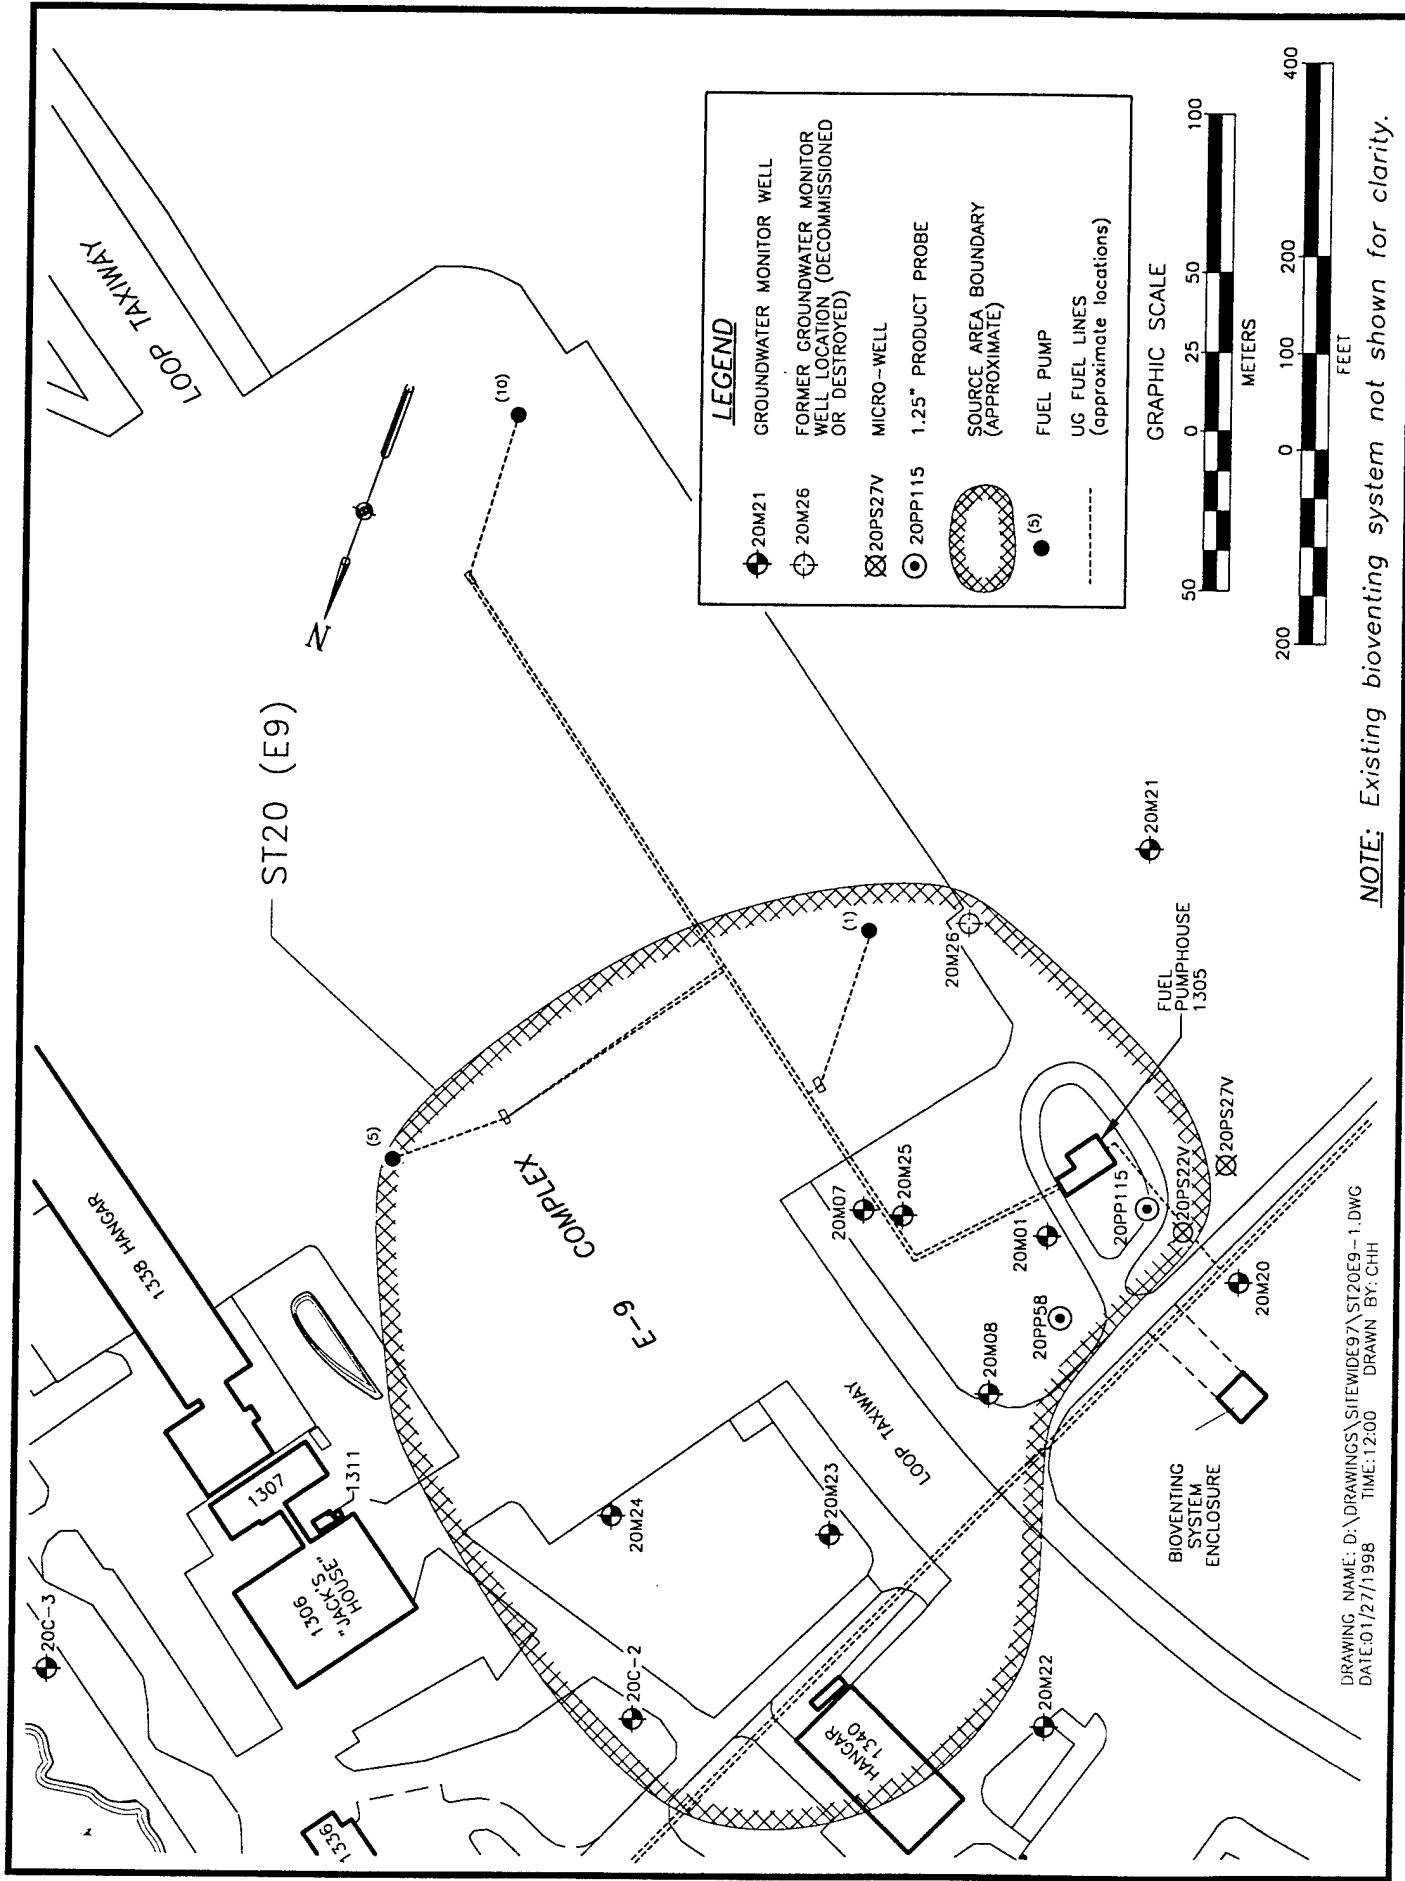 LOOP TAXIWAY
N
ST20 (E9)
(10)
(5)
(1)
1338 HANGAR
1307
1311
1306
"JACK'S
HOUSE"
1336
20C-3
20C-2
E-9 COMPLEX
20M24
20M23
LOOP TAXIWAY
HANGAR
1340
20M22
20M07
20M25
20M26
20M21
20M01
20M08
20PP58
20PP115
20PS22V
20PS27V
20M20
FUEL
PUMPHOUSE
1305
BIOVENTING
SYSTEM
ENCLOSURE
LEGEND
20M21 GROUNDWATER MONITOR WELL
20M26 FORMER GROUNDWATER MONITOR
WELL LOCATION (DECOMMISSIONED
OR DESTROYED)
20PS27V MICRO-WELL
20PP115 1.25" PRODUCT PROBE
SOURCE AREA BOUNDARY
(APPROXIMATE)
(5) FUEL PUMP
UG FUEL LINES
(approximate locations)
GRAPHIC SCALE
50 0 25 50 100
METERS
200 0 100 200 400
FEET
NOTE: Existing bioventing system not shown for clarity.
DRAWING NAME: D:\DRAWINGS\SITEWIDE97\ST20E9-1.DWG
DATE:01/27/1998 TIME:12:00 DRAWN BY: CHH